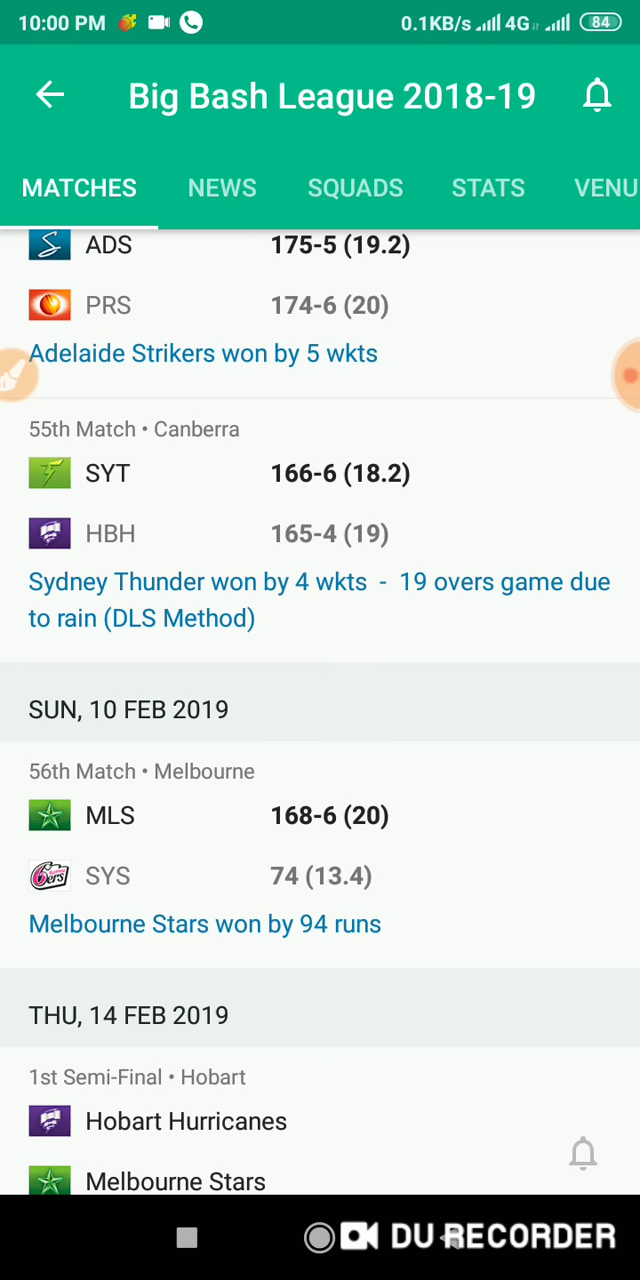 10:00 PM 0.1KB/s 4G 84
Big Bash League 2018-19
MATCHES NEWS SQUADS STATS VENU
ADS 175-5 (19.2)
PRS 174-6 (20)
Adelaide Strikers won by 5 wkts
55th Match • Canberra
SYT 166-6 (18.2)
HBH 165-4 (19)
Sydney Thunder won by 4 wkts - 19 overs game due
to rain (DLS Method)
SUN, 10 FEB 2019
56th Match • Melbourne
MLS 168-6 (20)
6ers SYS 74 (13.4)
Melbourne Stars won by 94 runs
THU, 14 FEB 2019
1st Semi-Final • Hobart
Hobart Hurricanes
Melbourne Stars
DU RECORDER